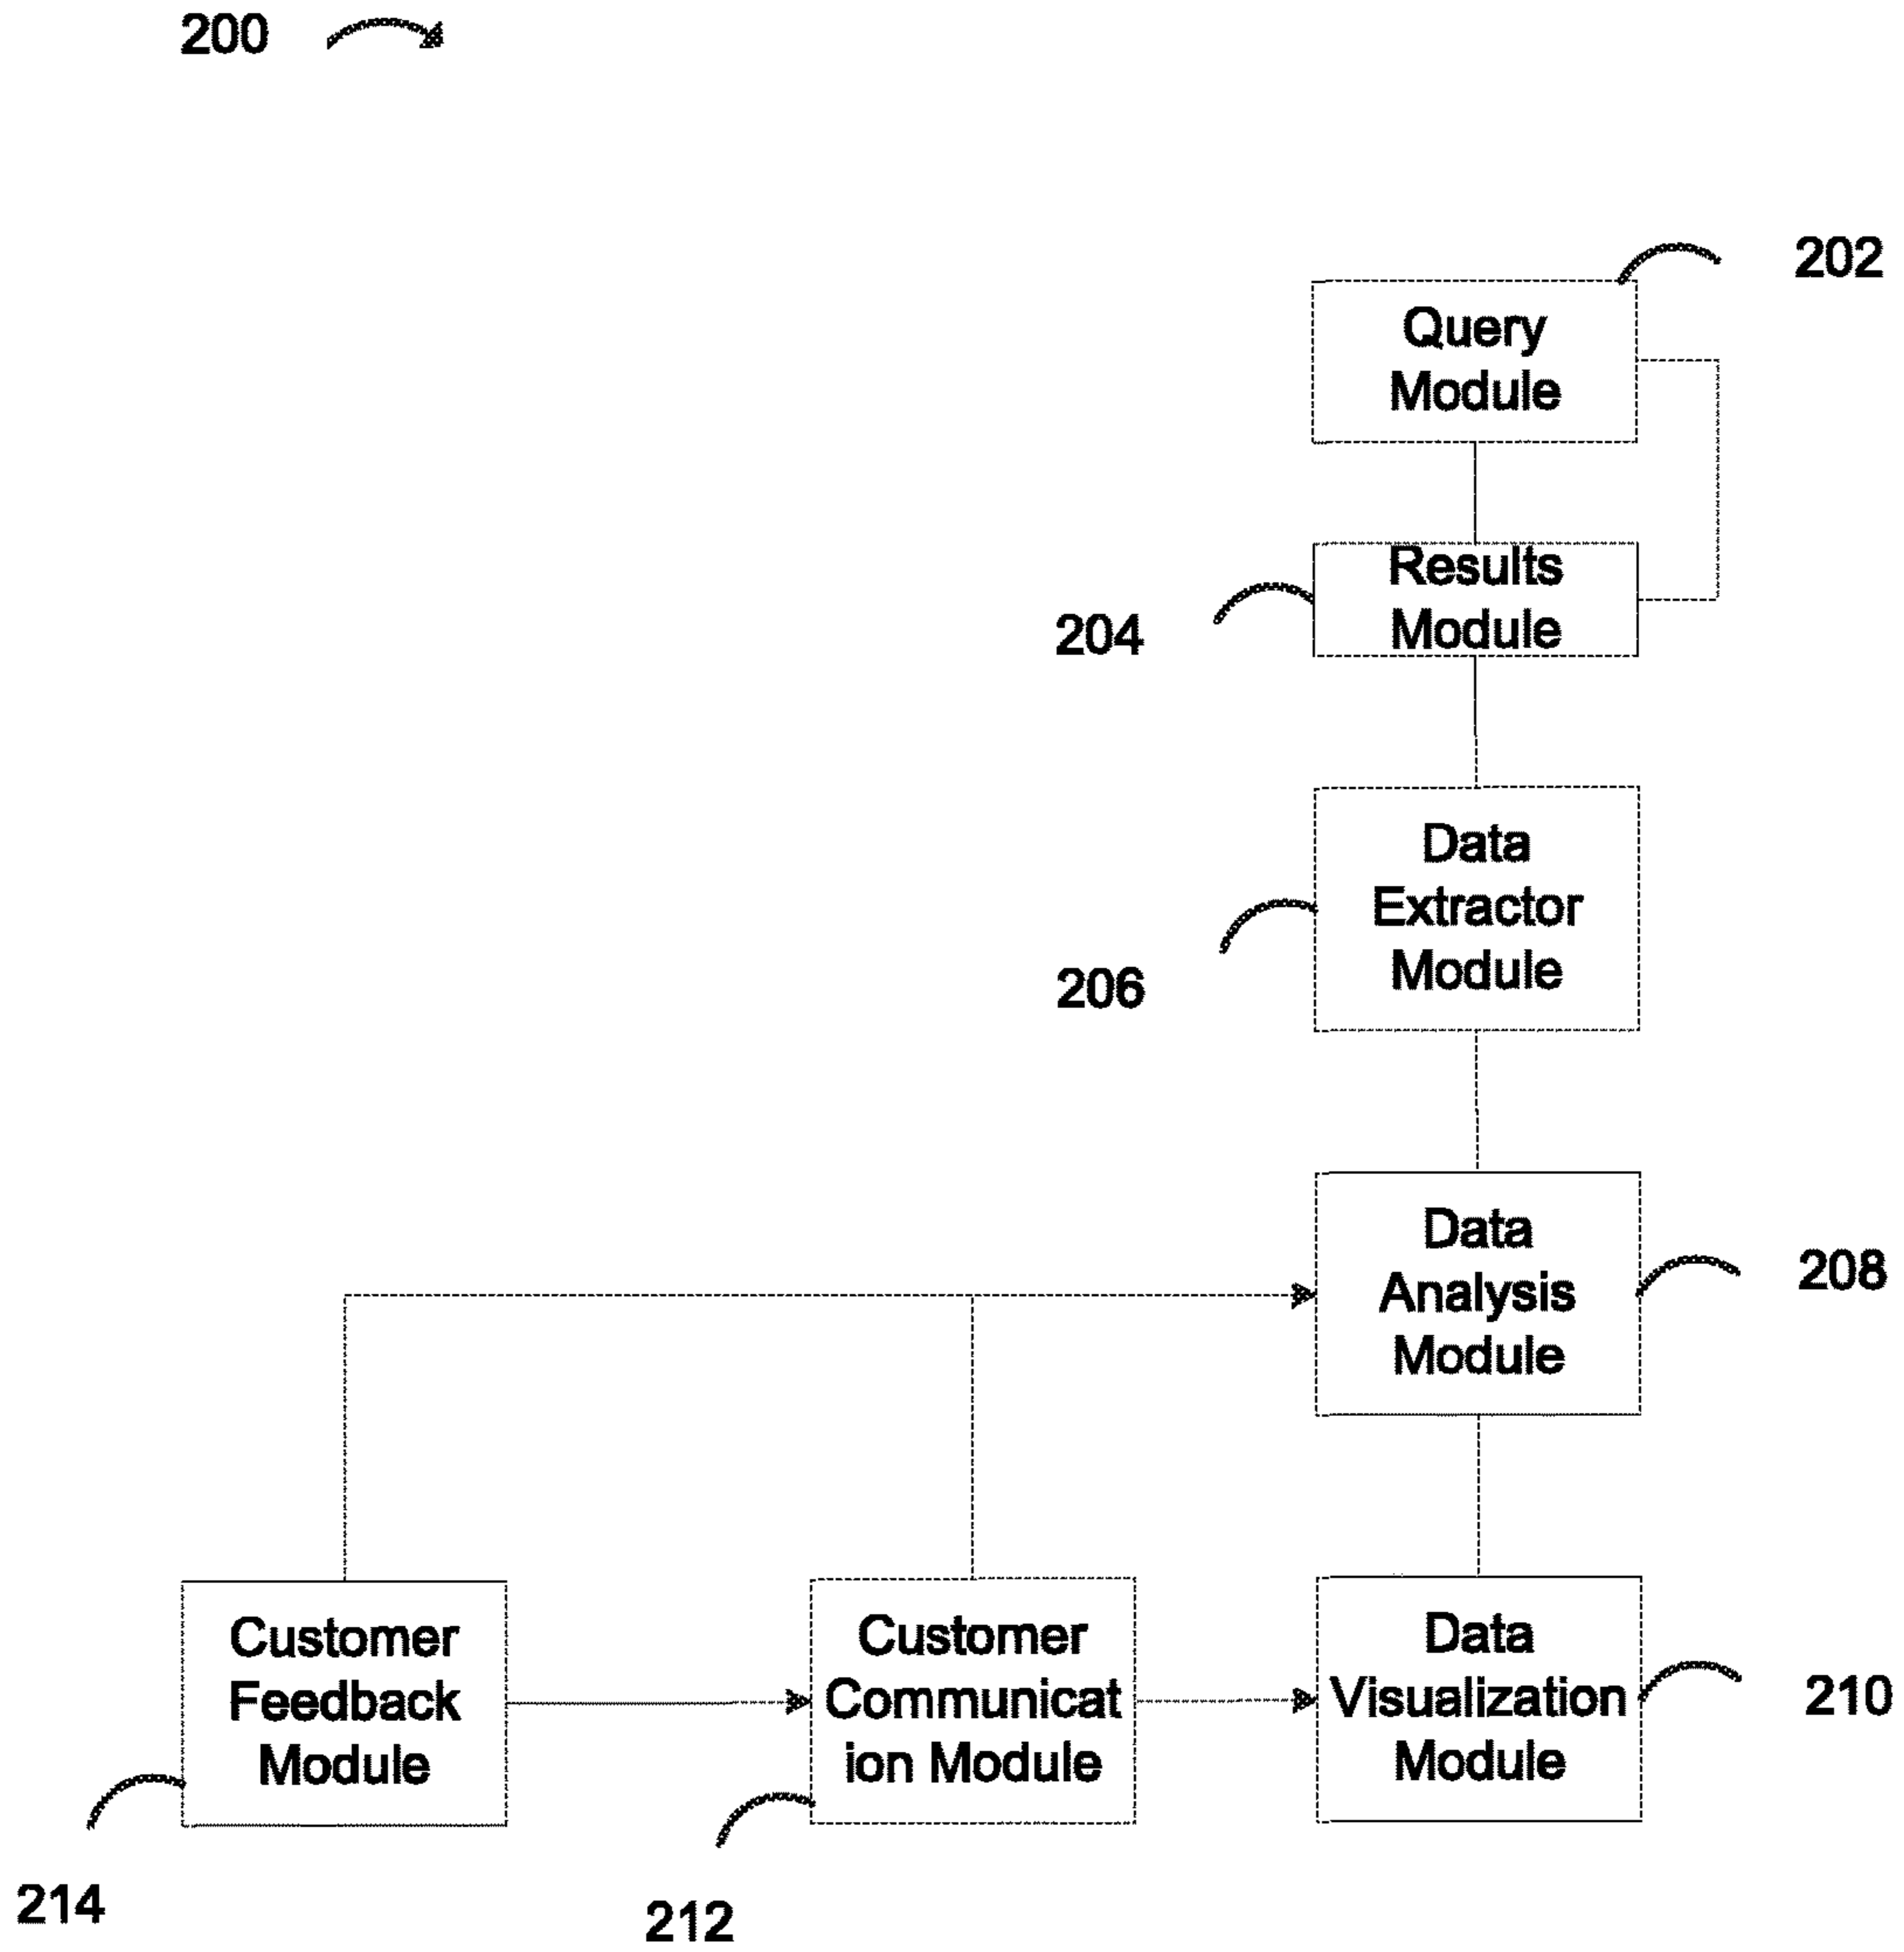 200
202
Query
Module
Results
Module
204
Data
Extractor
Module
206
Data
Analysis
Module
208
Customer
Feedback
Module
214
Customer
Communicat
ion Module
212
Data
Visualization
Module
210